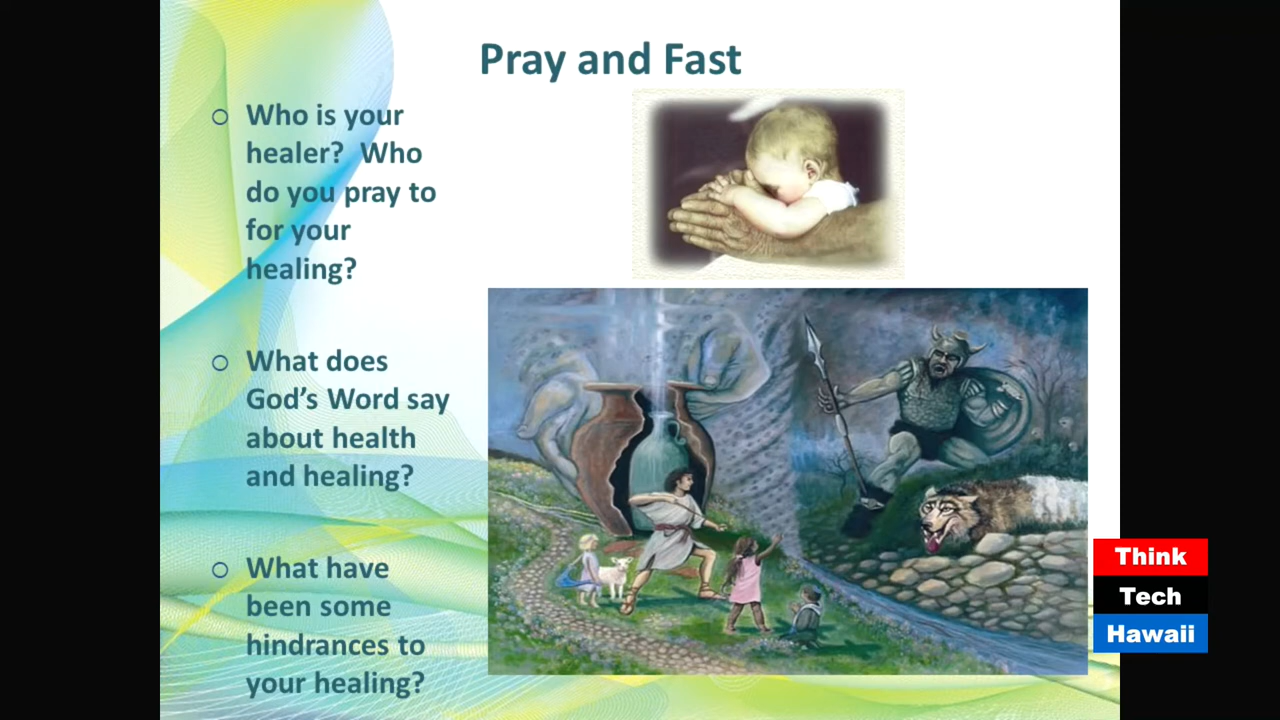 Pray and Fast
Who is your
healer?  Who
do you pray to
for your
healing?
What does
God’s Word say
about health
and healing?
What have
been some
hindrances to
your healing?
Think
Tech
Hawaii